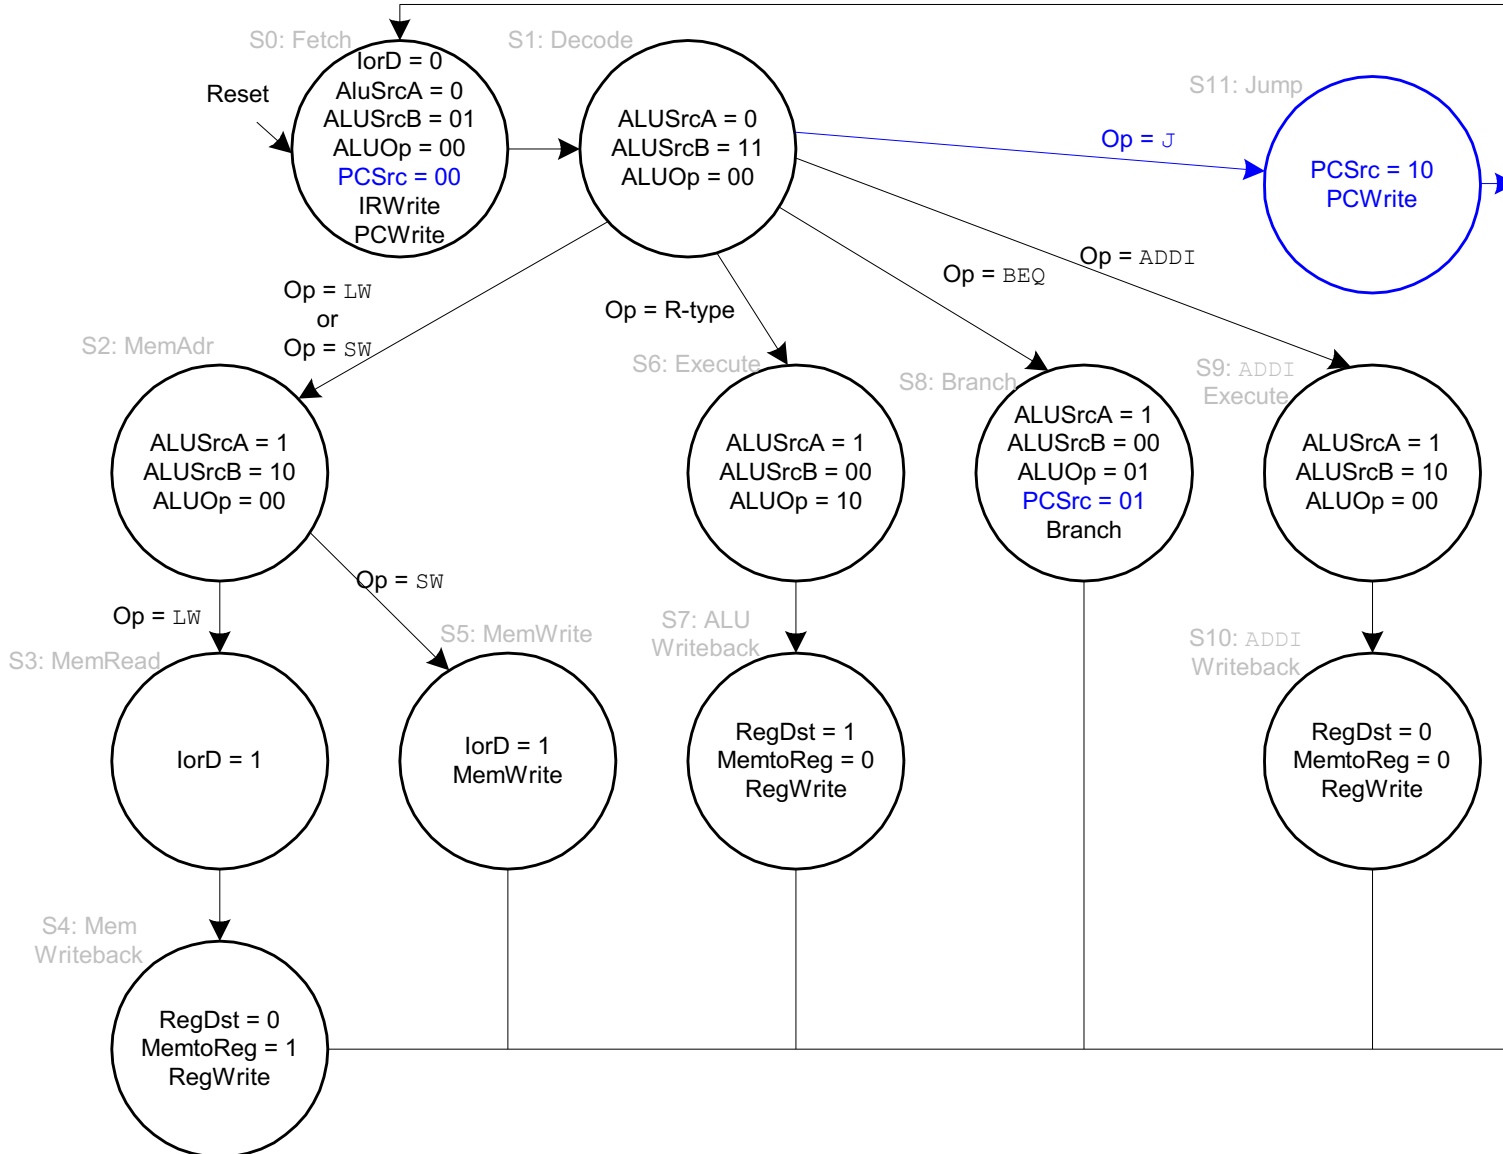 S0: Fetch
IorD = 0
AluSrcA = 0
ALUSrcB = 01
ALUOp = 00
PCSrc = 00
IRWrite
PCWrite
Reset
S1: Decode
ALUSrcA = 0
ALUSrcB = 11
ALUOp = 00
S11: Jump
Op = J
PCSrc = 10
PCWrite
Op = LW
or
Op = SW
Op = R-type
Op = BEQ
Op = ADDI
S2: MemAdr
ALUSrcA = 1
ALUSrcB = 10
ALUOp = 00
S6: Execute
ALUSrcA = 1
ALUSrcB = 00
ALUOp = 10
S8: Branch
ALUSrcA = 1
ALUSrcB = 00
ALUOp = 01
PCSrc = 01
Branch
S9: ADDI
Execute
ALUSrcA = 1
ALUSrcB = 10
ALUOp = 00
Op = LW
Op = SW
S3: MemRead
IorD = 1
S5: MemWrite
IorD = 1
MemWrite
S7: ALU
Writeback
RegDst = 1
MemtoReg = 0
RegWrite
S10: ADDI
Writeback
RegDst = 0
MemtoReg = 0
RegWrite
S4: Mem
Writeback
RegDst = 0
MemtoReg = 1
RegWrite